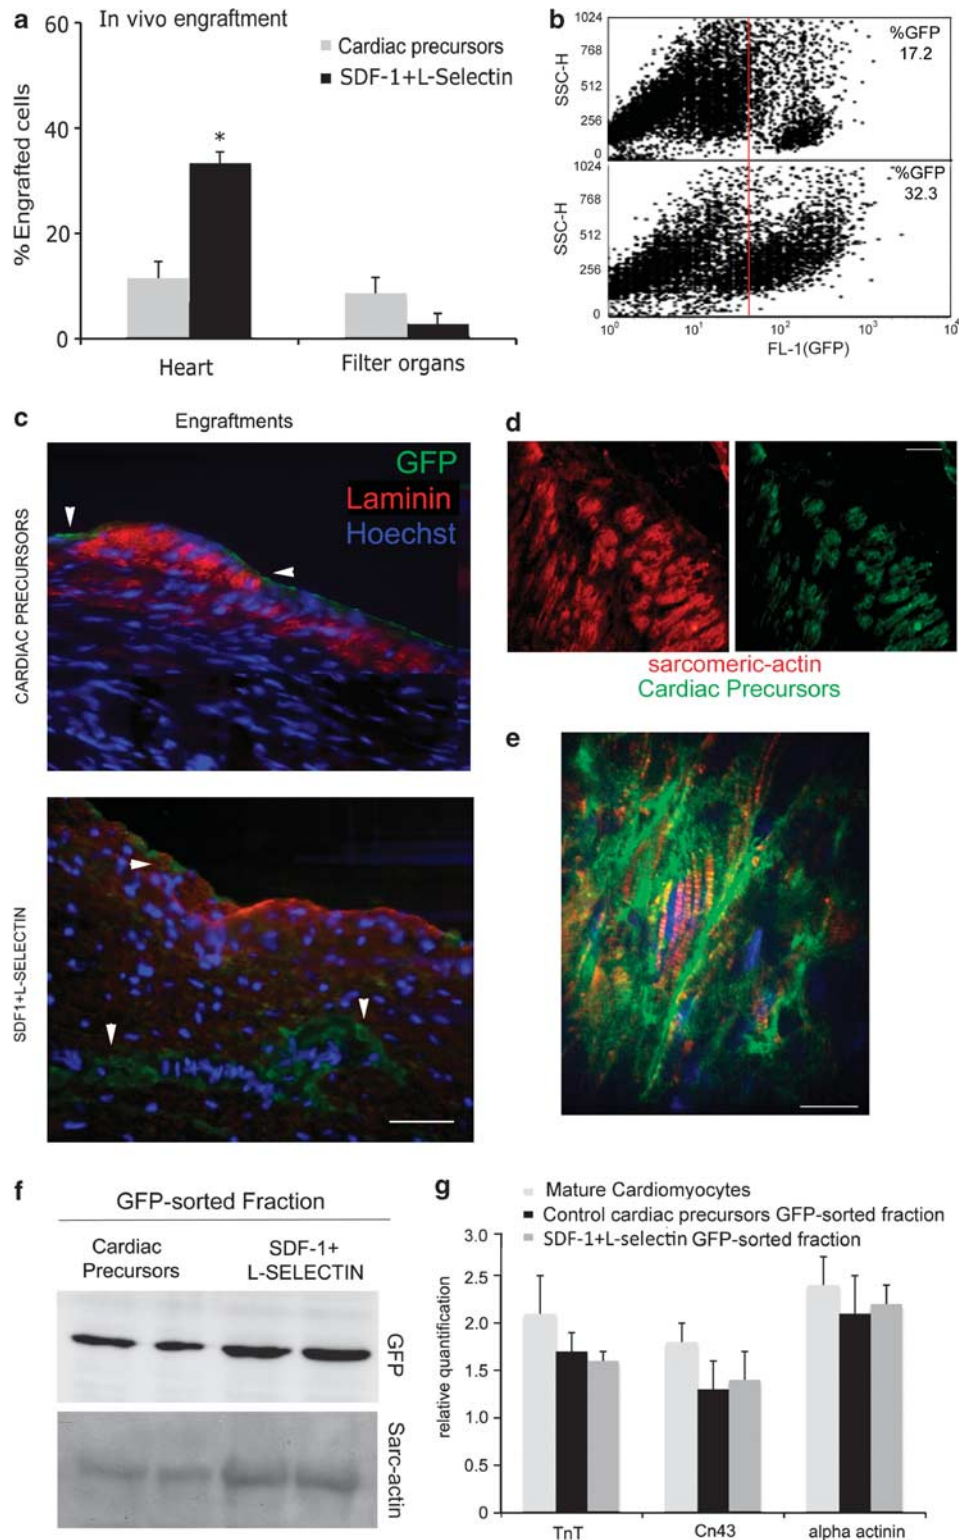 a
In vivo engraftment
60
40
20
0
% Engrafted cells
Cardiac precursors
SDF-1+L-Selectin
*
Heart
Filter organs
b
1024
768
512
256
0
SSC-H
%GFP
17.2
1024
768
512
256
0
SSC-H
%GFP
32.3
10⁰
10¹
10²
10³
10⁴
FL-1(GFP)
c
Engraftments
GFP
Laminin
Hoechst
CARDIAC PRECURSORS
SDF1+L-SELECTIN
d
sarcomeric-actin
Cardiac Precursors
e
f
GFP-sorted Fraction
Cardiac
Precursors
SDF-1+
L-SELECTIN
GFP
Sarc-actin
g
Mature Cardiomyocytes
Control cardiac precursors GFP-sorted fraction
SDF-1+L-selectin GFP-sorted fraction
3.0
2.5
2.0
1.5
1.0
0.5
0
relative quantification
TnT
Cn43
alpha actinin